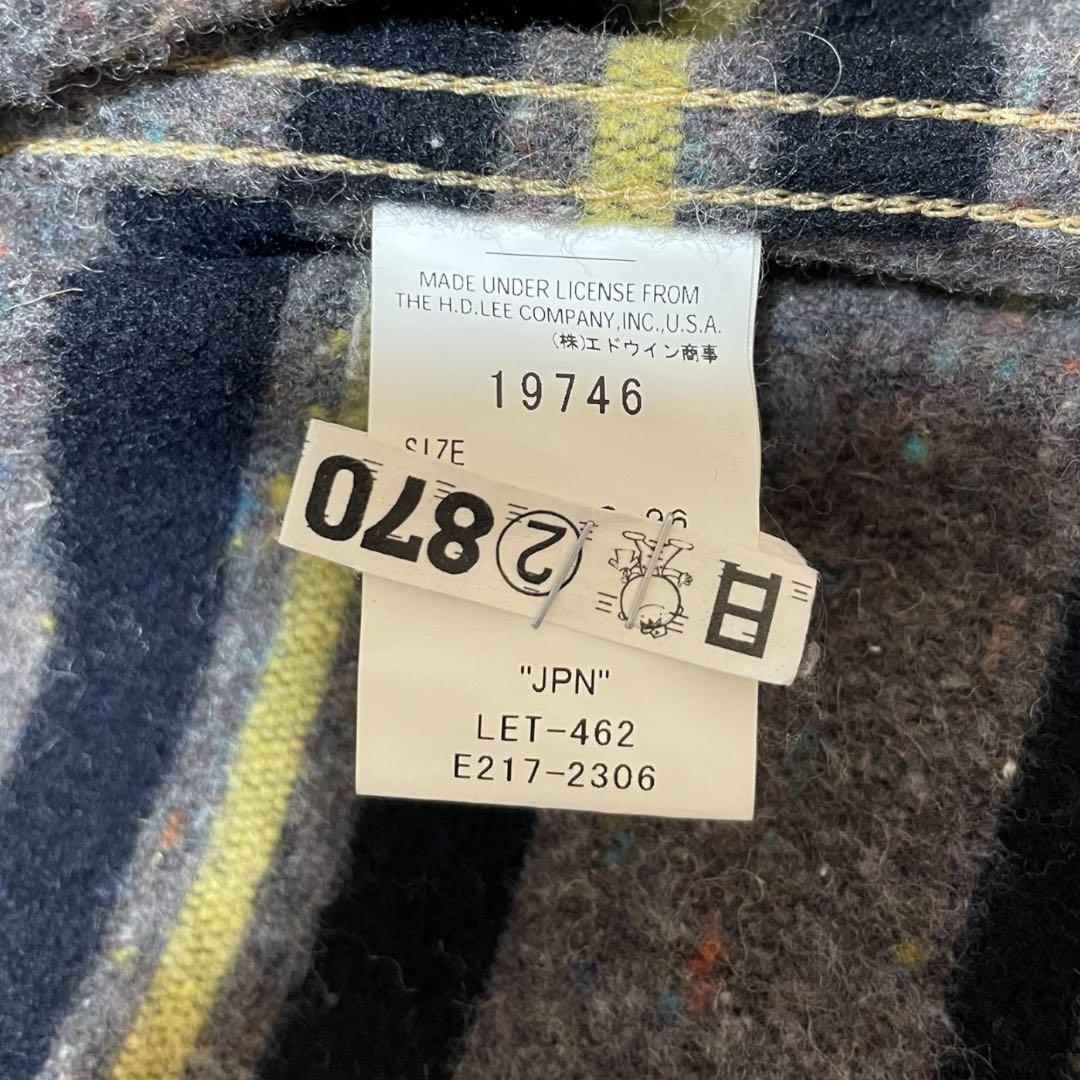 MADE UNDER LICENSE FROM
THE H.D.LEE COMPANY,INC.,U.S.A.
(株)エドウイン商事
19746
SIZE
日 ② 870
"JPN"
LET-462
E217-2306